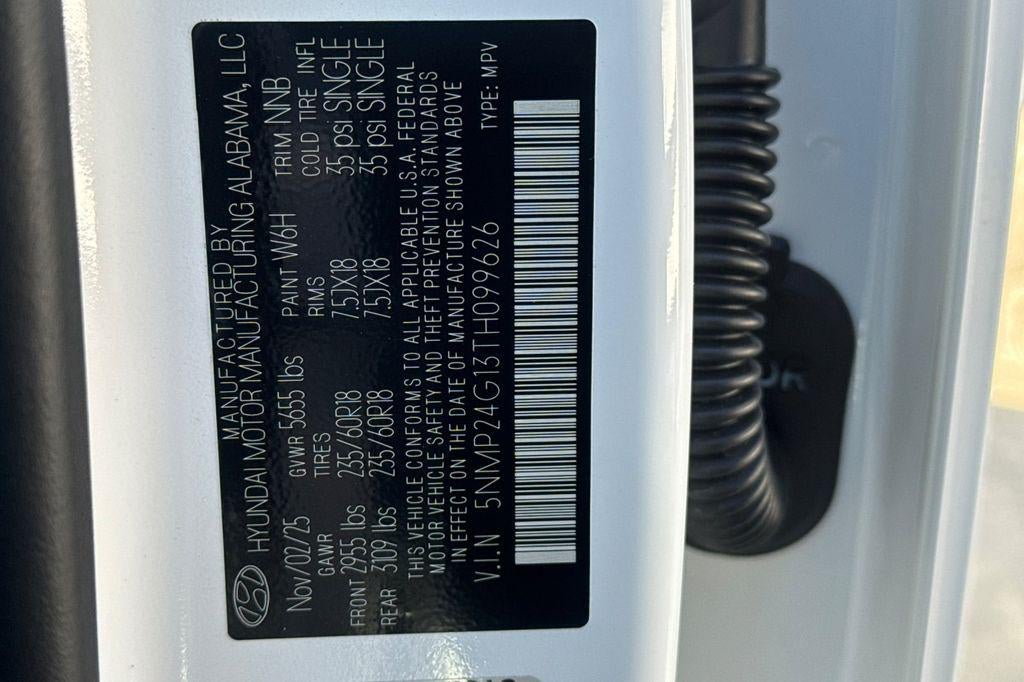 MANUFACTURED BY
HYUNDAI MOTOR MANUFACTURING ALABAMA, LLC
Nov/02/25 GVWR 5655 lbs PAINT W6H TRIM NNB
GAWR TIRES RIMS COLD TIRE INFL
FRONT 2955 lbs 235/60R18 7.5JX18 35 psi SINGLE
REAR 3109 lbs 235/60R18 7.5JX18 35 psi SINGLE
THIS VEHICLE CONFORMS TO ALL APPLICABLE U.S.A. FEDERAL
MOTOR VEHICLE SAFETY AND THEFT PREVENTION STANDARDS
IN EFFECT ON THE DATE OF MANUFACTURE SHOWN ABOVE
V.I.N 5NMP24G13TH099626 TYPE: MPV